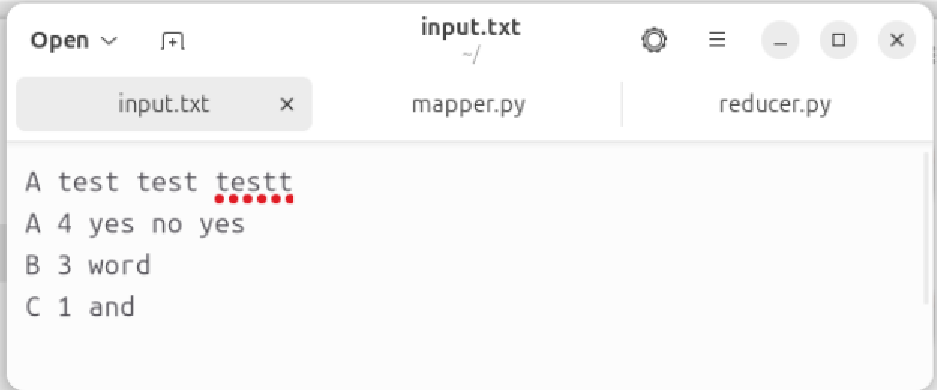 Open
input.txt
~/
input.txt
mapper.py
reducer.py
A test test testt
A 4 yes no yes
B 3 word
C 1 and